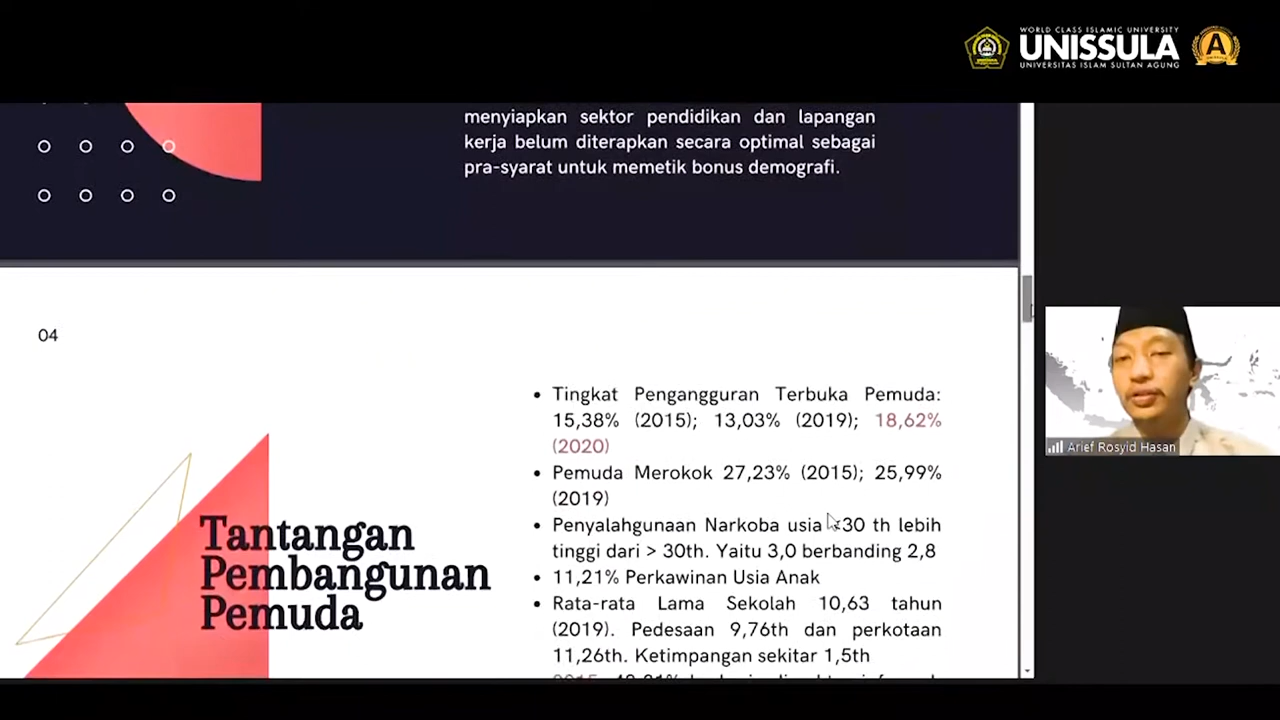 WORLD CLASS ISLAMIC UNIVERSITY
UNISSULA
UNIVERSITAS ISLAM SULTAN AGUNG
A
menyiapkan sektor pendidikan dan lapangan
kerja belum diterapkan secara optimal sebagai
pra-syarat untuk memetik bonus demografi.
04
Tantangan
Pembangunan
Pemuda
• Tingkat Pengangguran Terbuka Pemuda:
15,38% (2015); 13,03% (2019); 18,62%
(2020)
• Pemuda Merokok 27,23% (2015); 25,99%
(2019)
• Penyalahgunaan Narkoba usia <30 th lebih
tinggi dari > 30th. Yaitu 3,0 berbanding 2,8
• 11,21% Perkawinan Usia Anak
• Rata-rata Lama Sekolah 10,63 tahun
(2019). Pedesaan 9,76th dan perkotaan
11,26th. Ketimpangan sekitar 1,5th
Arief Rosyid Hasan